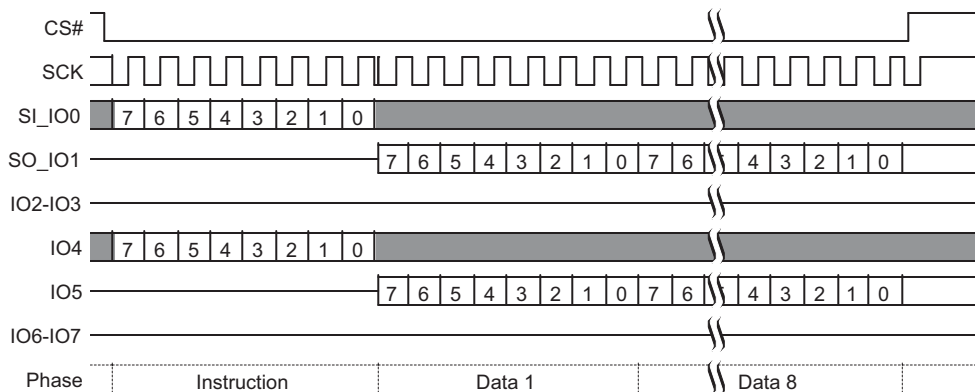 CS#
SCK
SI_IO0 7 6 5 4 3 2 1 0
SO_IO1 7 6 5 4 3 2 1 0 7 6 4 3 2 1 0
IO2-IO3
IO4 7 6 5 4 3 2 1 0
IO5 7 6 5 4 3 2 1 0 7 6 4 3 2 1 0
IO6-IO7
Phase Instruction Data 1 Data 8